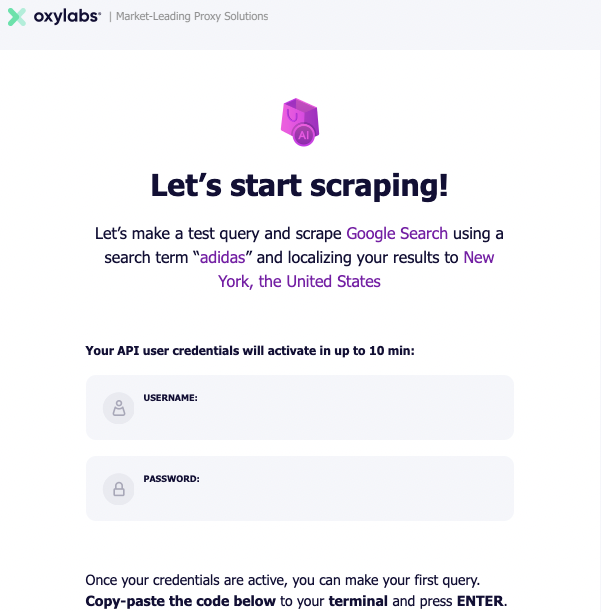 oxylabs® | Market-Leading Proxy Solutions
AI
Let’s start scraping!
Let’s make a test query and scrape Google Search using a
search term “adidas” and localizing your results to New
York, the United States
Your API user credentials will activate in up to 10 min:
USERNAME:
PASSWORD:
Once your credentials are active, you can make your first query.
Copy-paste the code below to your terminal and press ENTER.